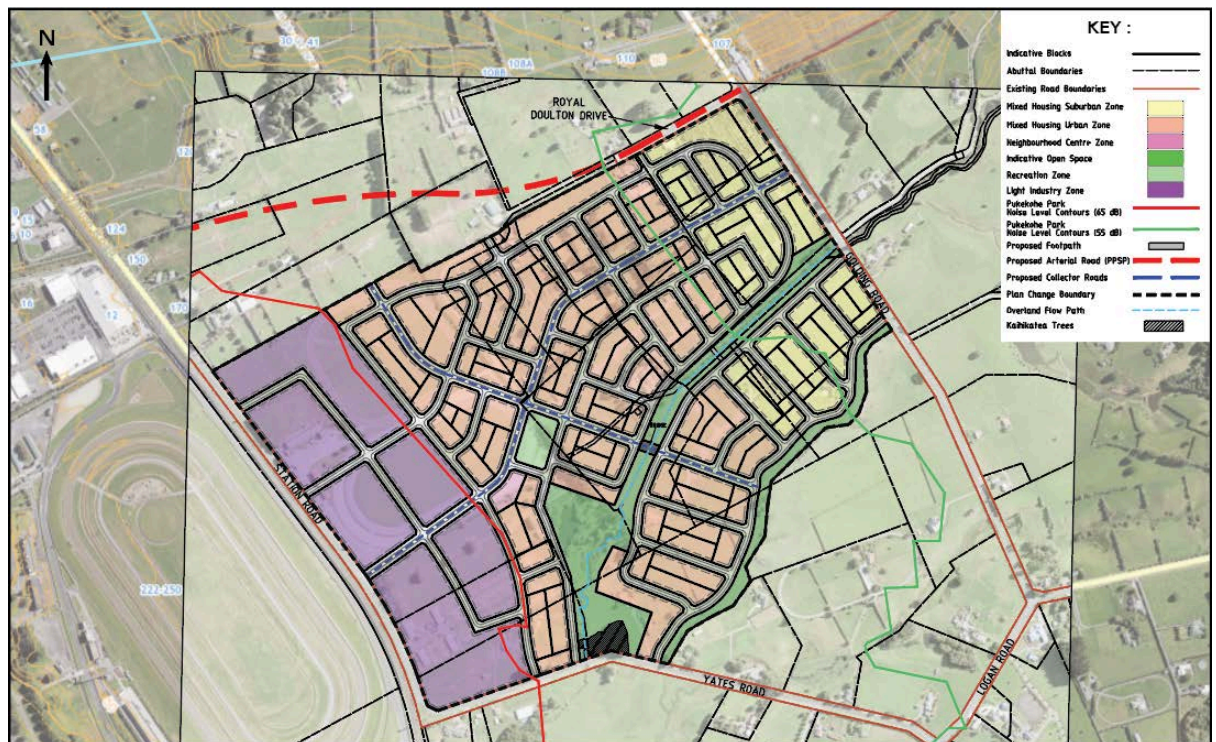 N
KEY :
Indicative Blocks
Abuttal Boundaries
Existing Road Boundaries
Mixed Housing Suburban Zone
Mixed Housing Urban Zone
Neighbourhood Centre Zone
Indicative Open Space
Recreation Zone
Light Industry Zone
Pukekohe Park
Noise Level Contours (65 dB)
Pukekohe Park
Noise Level Contours (55 dB)
Proposed Footpath
Proposed Arterial Road (PPSP)
Proposed Collector Roads
Plan Change Boundary
Overland Flow Path
Kaihikatea Trees
107
110
108A
108B
58
ROYAL
DOULTON DRIVE
124
150
170
16
12
GOLDING ROAD
STATION ROAD
222-250
YATES ROAD
LOGAN ROAD